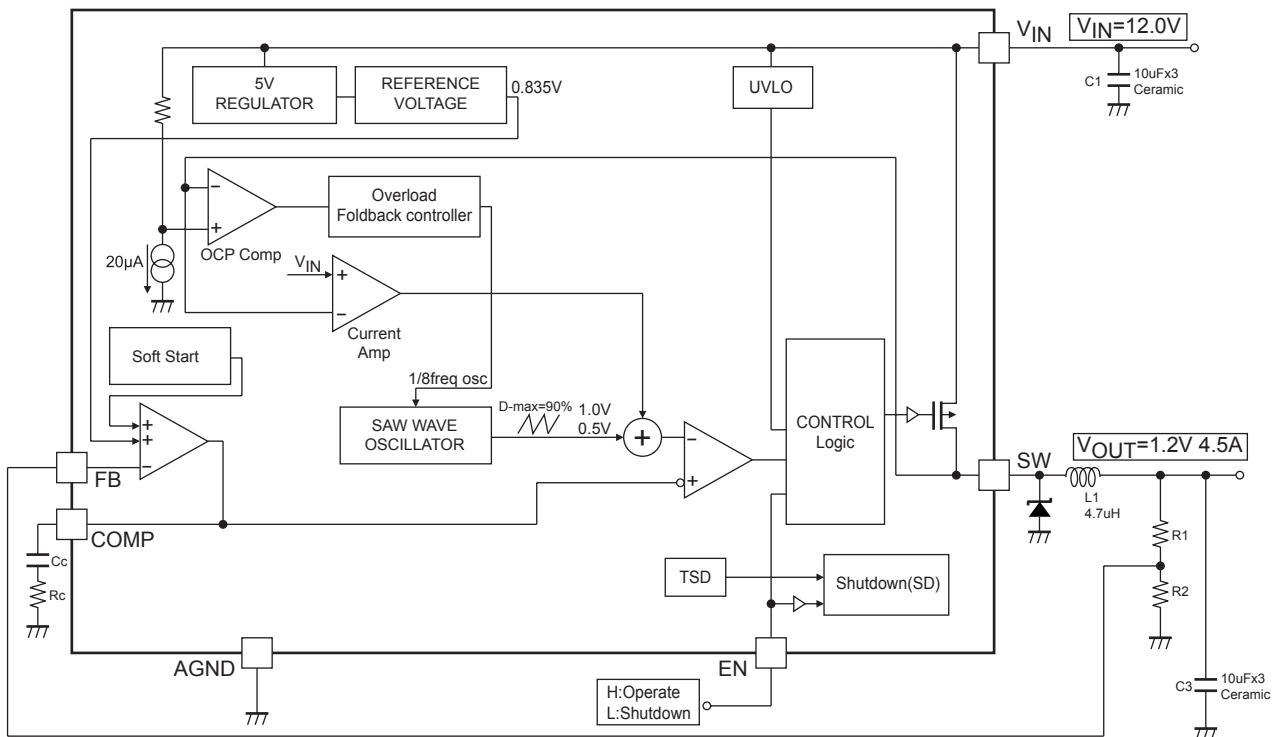 VIN
VIN=12.0V
C1
10uFx3
Ceramic
5V
REGULATOR
REFERENCE
VOLTAGE
0.835V
UVLO
Overload
Foldback controller
OCP Comp
20µA
VIN
Current
Amp
Soft Start
1/8freq osc
SAW WAVE
OSCILLATOR
D-max=90%
1.0V
0.5V
CONTROL
Logic
FB
COMP
Cc
Rc
SW
VOUT=1.2V 4.5A
L1
4.7uH
R1
R2
TSD
Shutdown(SD)
AGND
EN
H:Operate
L:Shutdown
C3
10uFx3
Ceramic